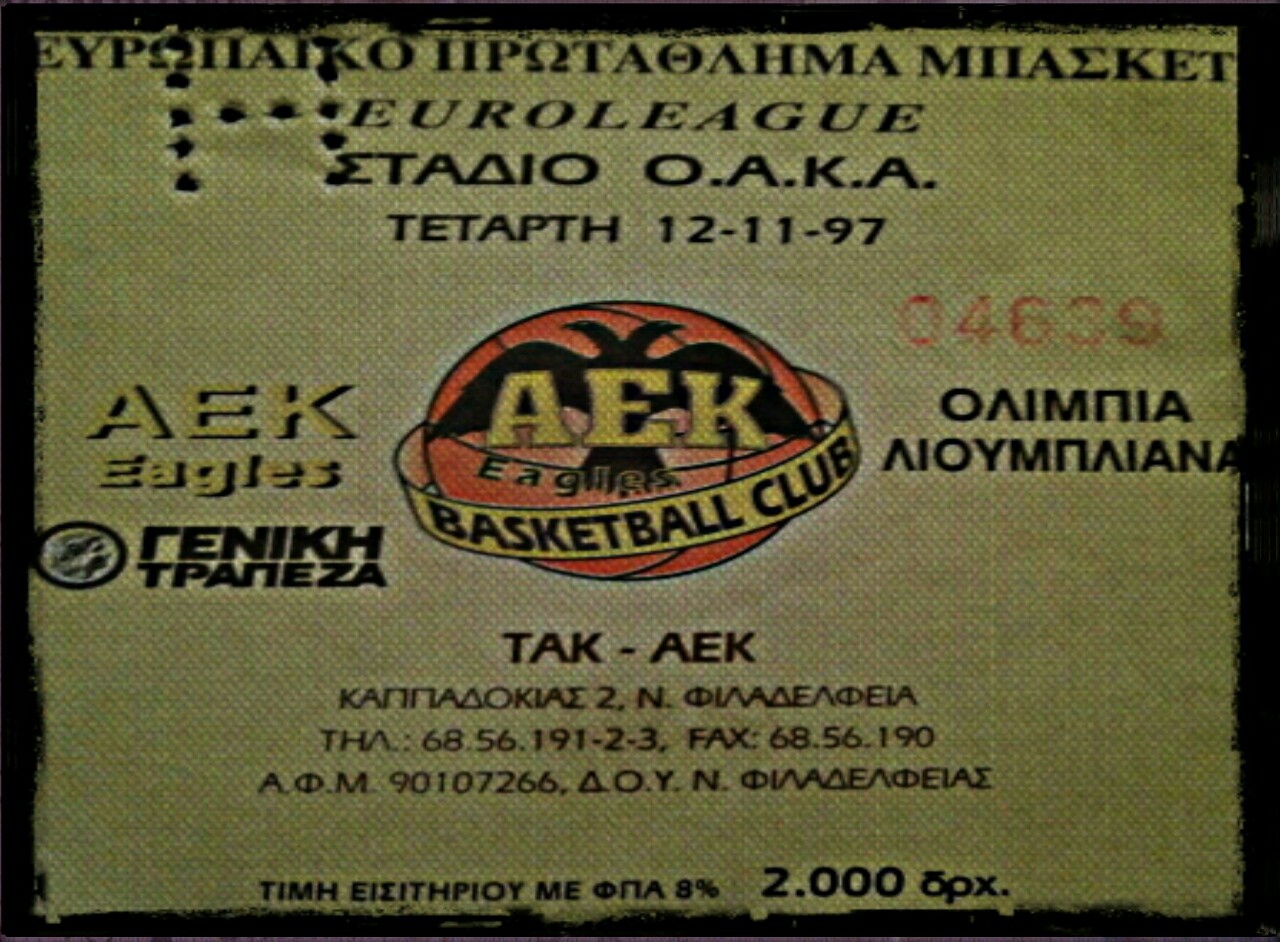 ΕΥΡΩΠΑΙΚΟ ΠΡΩΤΑΘΛΗΜΑ ΜΠΑΣΚΕΤ
EUROLEAGUE
ΣΤΑΔΙΟ Ο.Α.Κ.Α.
ΤΕΤΑΡΤΗ 12-11-97
ΑΕΚ
Eagles
ΓΕΝΙΚΗ
ΤΡΑΠΕΖΑ
ΑΕΚ
Eagles
BASKETBALL CLUB
ΟΛΙΜΠΙΑ
ΛΙΟΥΜΠΛΙΑΝΑ
ΤΑΚ - ΑΕΚ
ΚΑΠΠΑΔΟΚΙΑΣ 2, Ν. ΦΙΛΑΔΕΛΦΕΙΑ
ΤΗΛ.: 68.56.191-2-3, FAX: 68.56.190
Α.Φ.Μ. 90107266, Δ.Ο.Υ. Ν. ΦΙΛΑΔΕΛΦΕΙΑΣ
ΤΙΜΗ ΕΙΣΙΤΗΡΙΟΥ ΜΕ ΦΠΑ 8% 2.000 δρχ.